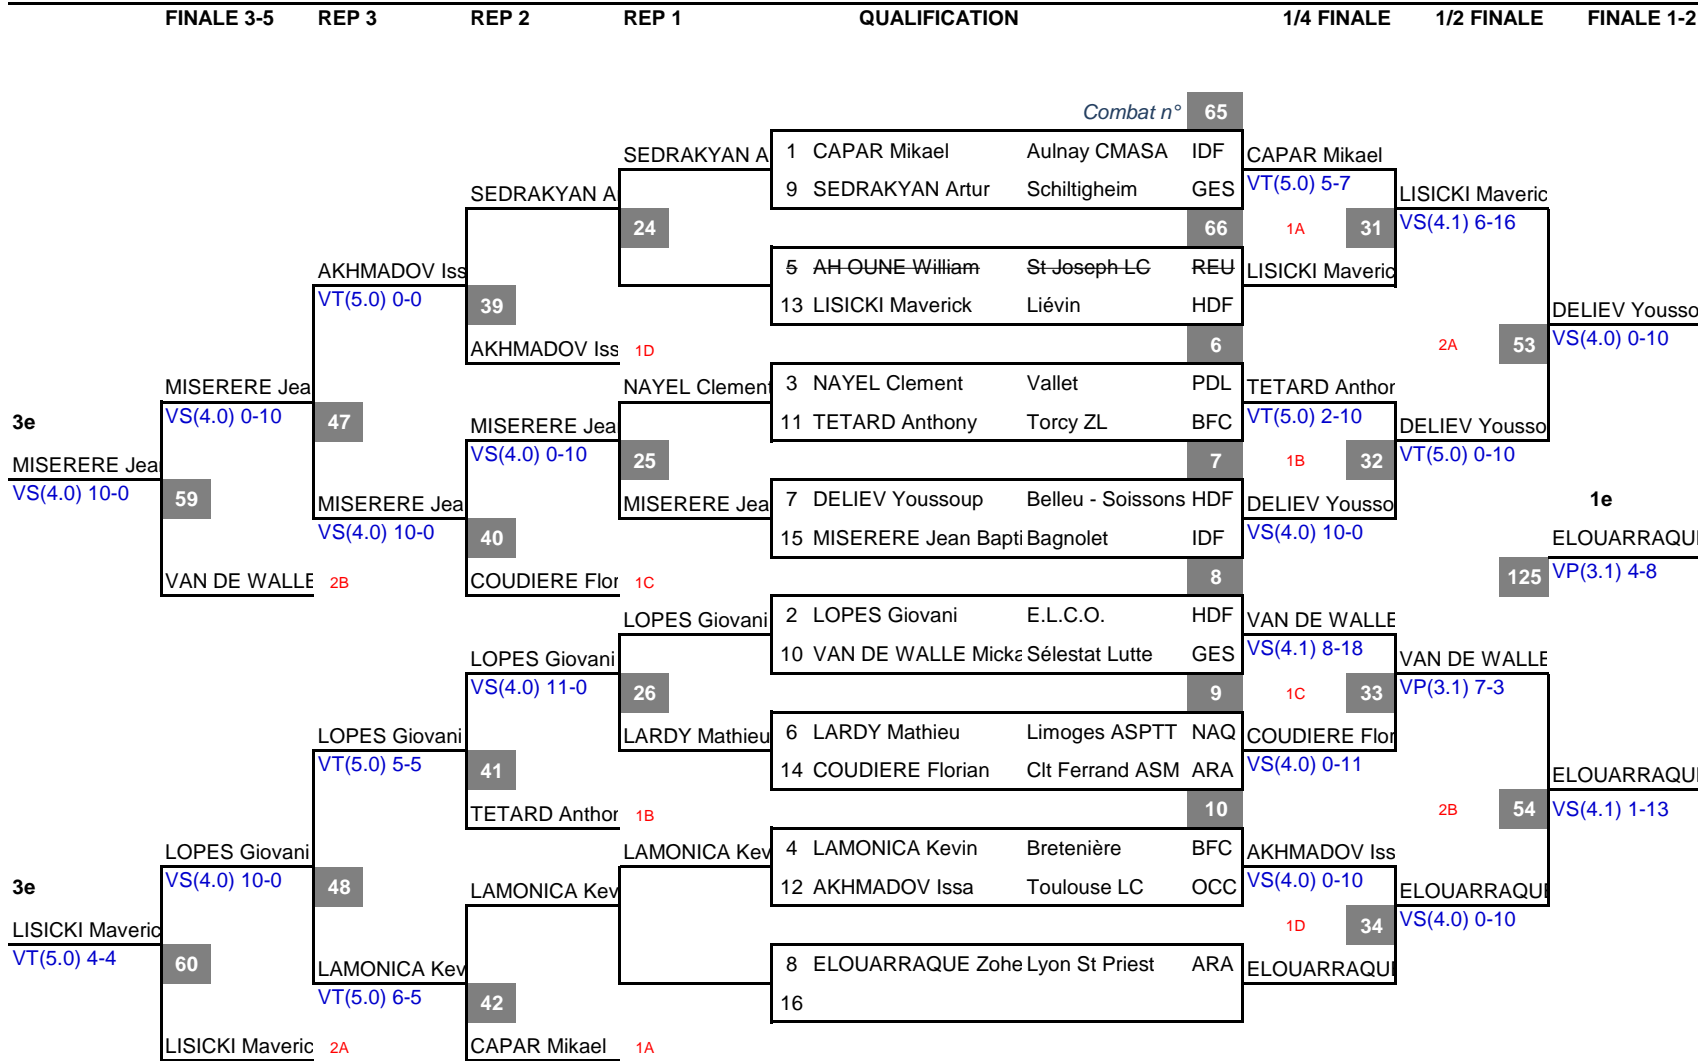 FINALE 3-5 REP 3 REP 2 REP 1 QUALIFICATION 1/4 FINALE 1/2 FINALE FINALE 1-2
Combat n° 65
SEDRAKYAN A 1 CAPAR Mikael Aulnay CMASA IDF CAPAR Mikael
SEDRAKYAN A 9 SEDRAKYAN Artur Schiltigheim GES VT(5.0) 5-7 LISICKI Maveric
24 66 1A 31 VS(4.1) 6-16
AKHMADOV Iss 5 AH OUNE William St Joseph LC REU LISICKI Maveric
VT(5.0) 0-0 39 13 LISICKI Maverick Liévin HDF DELIEV Yousso
AKHMADOV Iss 1D 6 2A 53 VS(4.0) 0-10
MISERERE Jea NAYEL Clement 3 NAYEL Clement Vallet PDL TETARD Anthor
3e VS(4.0) 0-10 47 MISERERE Jea 11 TETARD Anthony Torcy ZL BFC VT(5.0) 2-10 DELIEV Yousso
MISERERE Jea VS(4.0) 0-10 25 7 1B 32 VT(5.0) 0-10
VS(4.0) 10-0 59 MISERERE Jea MISERERE Jea 7 DELIEV Youssoup Belleu - Soissons HDF DELIEV Yousso 1e
VS(4.0) 10-0 40 15 MISERERE Jean Bapti Bagnolet IDF VS(4.0) 10-0 ELOUARRAQUI
VAN DE WALLE 2B COUDIERE Flor 1C 8 125 VP(3.1) 4-8
LOPES Giovani 2 LOPES Giovani E.L.C.O. HDF VAN DE WALLE
LOPES Giovani 10 VAN DE WALLE Micka Sélestat Lutte GES VS(4.1) 8-18 VAN DE WALLE
VS(4.0) 11-0 26 9 1C 33 VP(3.1) 7-3
LOPES Giovani LARDY Mathieu 6 LARDY Mathieu Limoges ASPTT NAQ COUDIERE Flor
VT(5.0) 5-5 41 14 COUDIERE Florian Clt Ferrand ASM ARA VS(4.0) 0-11 ELOUARRAQUI
TETARD Anthor 1B 10 2B 54 VS(4.1) 1-13
LOPES Giovani LAMONICA Kev 4 LAMONICA Kevin Bretenière BFC AKHMADOV Iss
3e VS(4.0) 10-0 48 LAMONICA Kev 12 AKHMADOV Issa Toulouse LC OCC VS(4.0) 0-10 ELOUARRAQUI
LISICKI Maveric 1D 34 VS(4.0) 0-10
VT(5.0) 4-4 60 LAMONICA Kev 8 ELOUARRAQUE Zohe Lyon St Priest ARA ELOUARRAQUI
VT(5.0) 6-5 42 16
LISICKI Maveric 2A CAPAR Mikael 1A